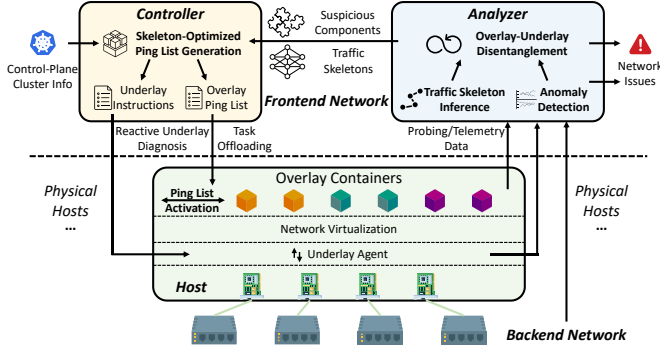 Controller
Skeleton-Optimized
Ping List Generation
Underlay
Instructions
Overlay
Ping List
Control-Plane
Cluster Info
Suspicious
Components
Traffic
Skeletons
Frontend Network
Analyzer
Overlay-Underlay
Disentanglement
Traffic Skeleton
Inference
Anomaly
Detection
Network
Issues
Reactive Underlay
Diagnosis
Task
Offloading
Probing/Telemetry
Data
Physical
Hosts
...
Overlay Containers
Ping List
Activation
Network Virtualization
Underlay Agent
Host
Physical
Hosts
...
Backend Network